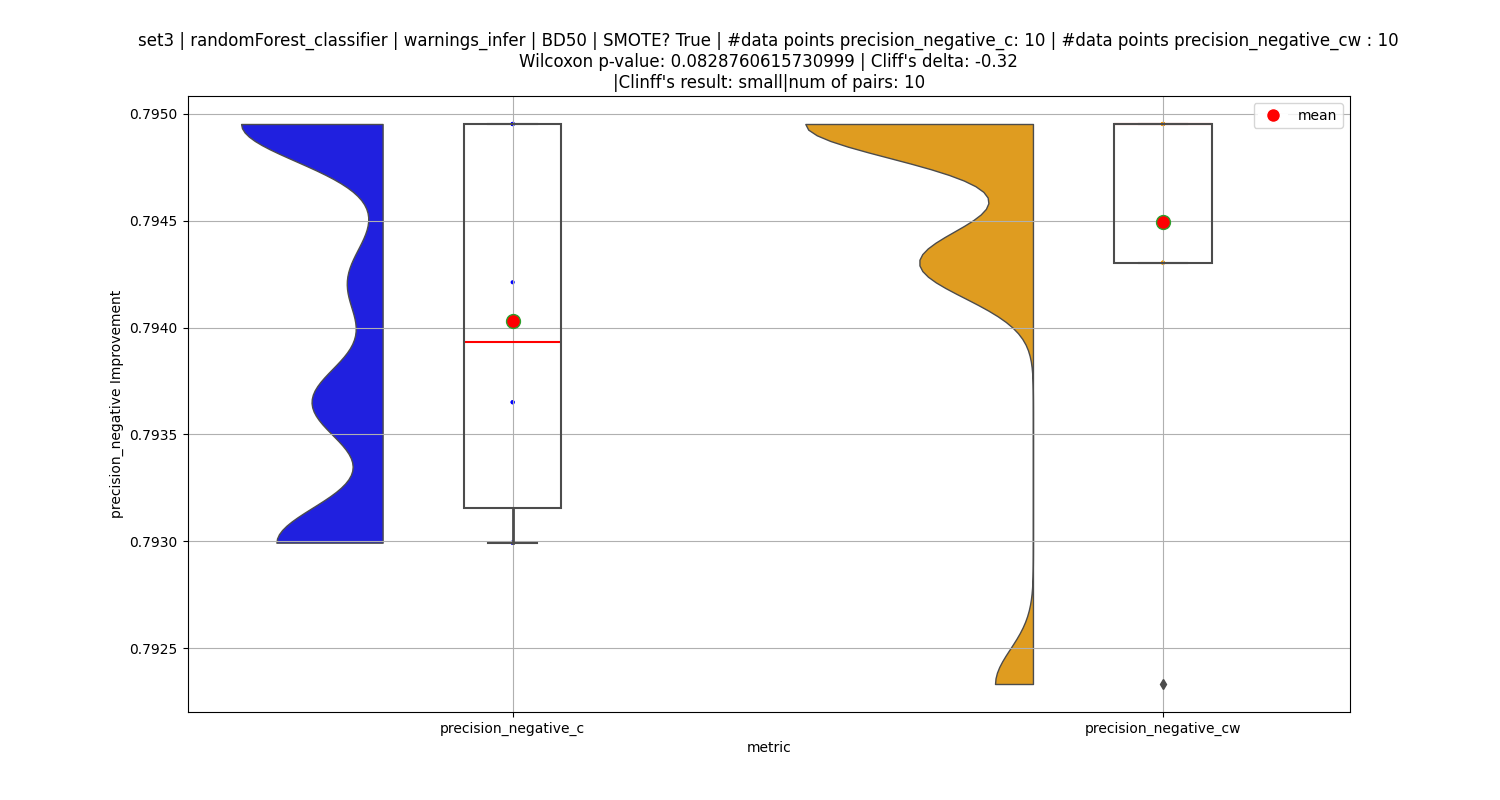 set3 | randomForest_classifier | warnings_infer | BD50 | SMOTE? True | #data points precision_negative_c: 10 | #data points precision_negative_cw : 10
Wilcoxon p-value: 0.0828760615730999 | Cliff's delta: -0.32
|Clinff's result: small|num of pairs: 10
mean
0.7950
0.7945
0.7940
0.7935
0.7930
0.7925
precision_negative Improvement
precision_negative_c
precision_negative_cw
metric